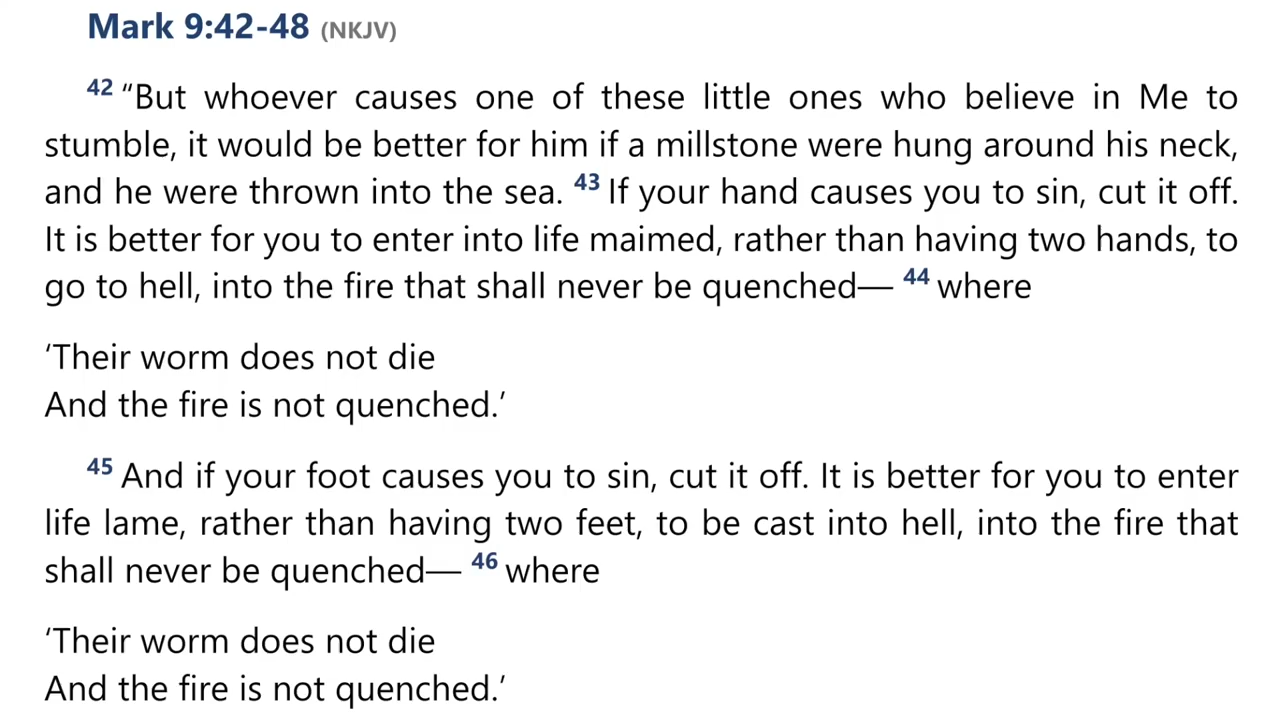 Mark 9:42-48 (NKJV)
42 “But whoever causes one of these little ones who believe in Me to
stumble, it would be better for him if a millstone were hung around his neck,
and he were thrown into the sea. 43 If your hand causes you to sin, cut it off.
It is better for you to enter into life maimed, rather than having two hands, to
go to hell, into the fire that shall never be quenched— 44 where
‘Their worm does not die
And the fire is not quenched.’
45 And if your foot causes you to sin, cut it off. It is better for you to enter
life lame, rather than having two feet, to be cast into hell, into the fire that
shall never be quenched— 46 where
‘Their worm does not die
And the fire is not quenched.’